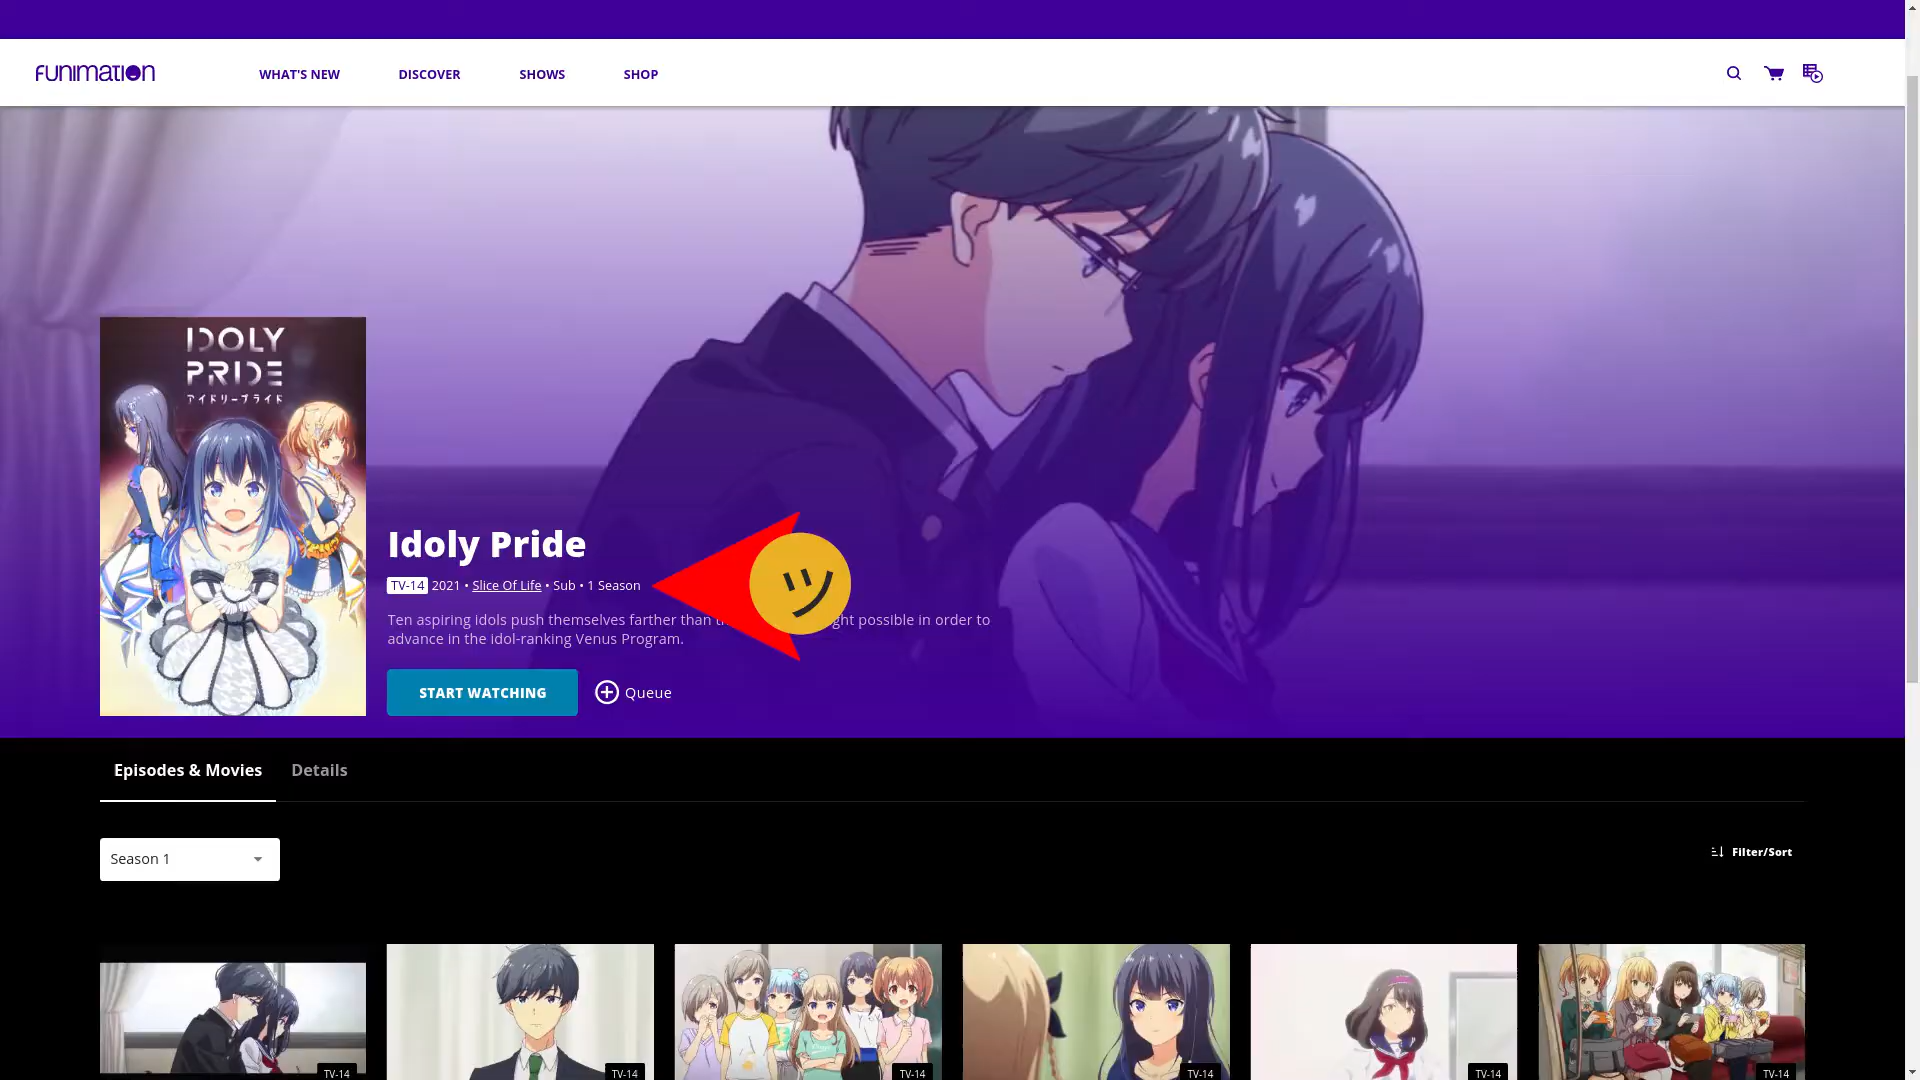 FUNIMATION
WHAT'S NEW
DISCOVER
SHOWS
SHOP
IDOLY
PRIDE
アイドリープライド
Idoly Pride
TV-14 2021 • Slice Of Life • Sub • 1 Season
ツ
Ten aspiring idols push themselves farther than ght possible in order to
advance in the idol-ranking Venus Program.
START WATCHING
Queue
Episodes & Movies
Details
Season 1
Filter/Sort
TV-14
TV-14
TV-14
TV-14
TV-14
TV-14